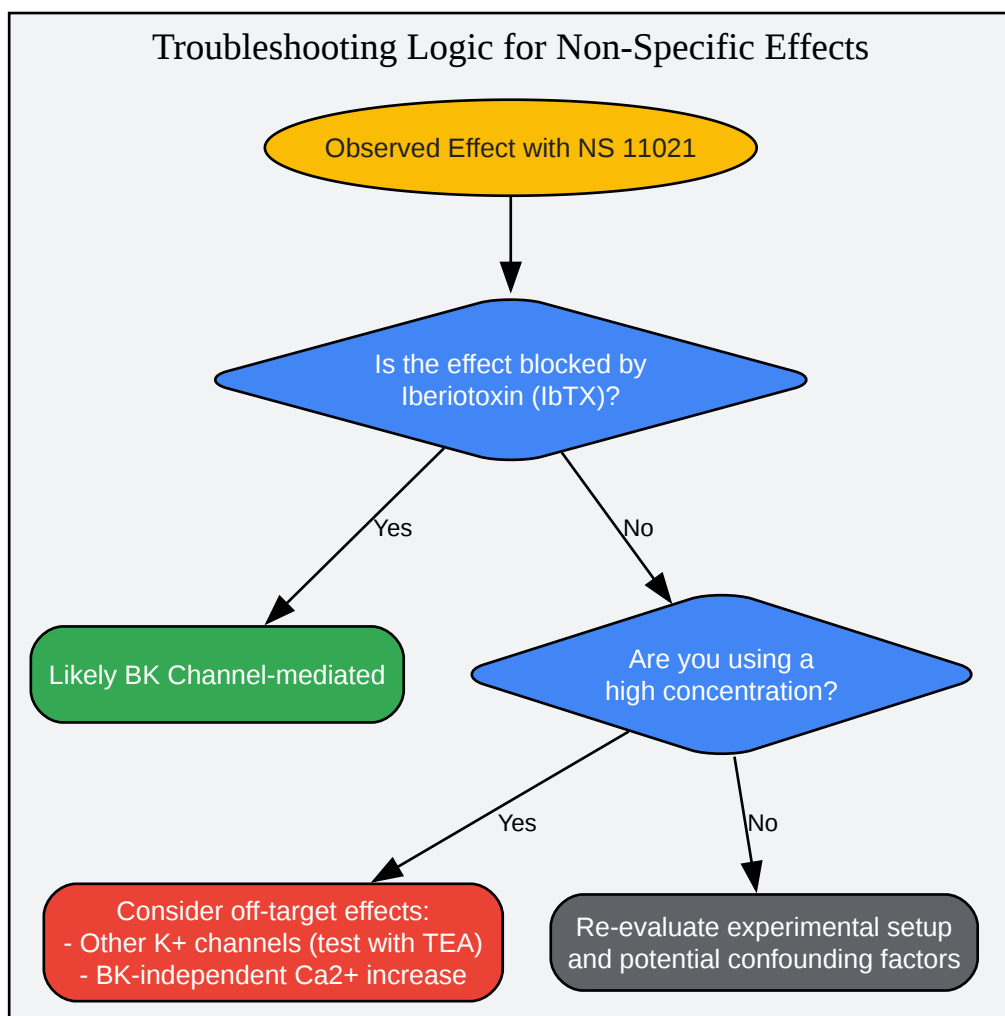 Troubleshooting Logic for Non-Specific Effects
Observed Effect with NS 11021
Is the effect blocked by
Iberiotoxin (IbTX)?
Yes
No
Likely BK Channel-mediated
Are you using a
high concentration?
Yes
No
Consider off-target effects:
- Other K+ channels (test with TEA)
- BK-independent Ca2+ increase
Re-evaluate experimental setup
and potential confounding factors